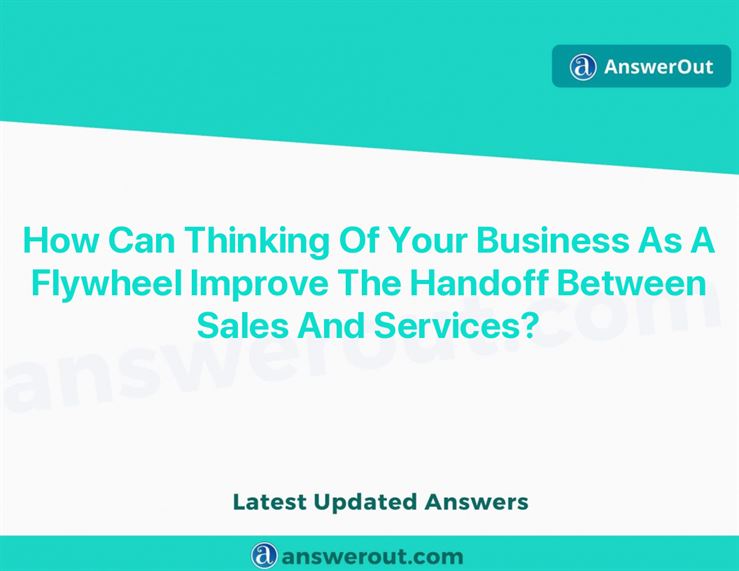 AnswerOut
How Can Thinking Of Your Business As A
Flywheel Improve The Handoff Between
Sales And Services?
answerout.com
Latest Updated Answers
answerout.com